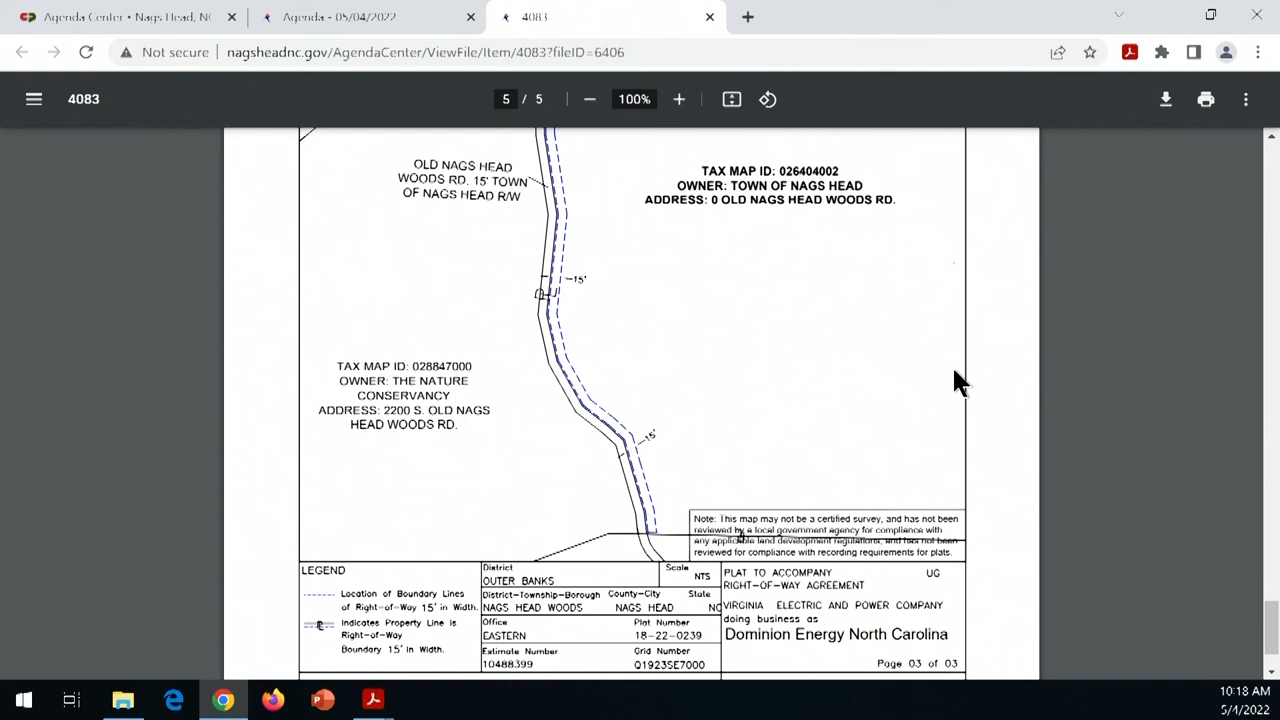 Agenda Center • Nags Head, NC
Agenda - 05/04/2022
4083
Not secure
nagsheadnc.gov/AgendaCenter/ViewFile/Item/4083?fileID=6406
4083
5 / 5
100%
OLD NAGS HEAD
WOODS RD. 15' TOWN
OF NAGS HEAD R/W
TAX MAP ID: 026404002
OWNER: TOWN OF NAGS HEAD
ADDRESS: 0 OLD NAGS HEAD WOODS RD.
15'
TAX MAP ID: 028847000
OWNER: THE NATURE
CONSERVANCY
ADDRESS: 2200 S. OLD NAGS
HEAD WOODS RD.
15'
Note: This map may not be a certified survey, and has not been
reviewed by a local government agency for compliance with
any applicable land development regulations, and has not been
reviewed for compliance with recording requirements for plats.
LEGEND
Location of Boundary Lines
of Right-of-Way 15' in Width.
Indicates Property Line is
Right-of-Way
Boundary 15' in Width.
District
OUTER BANKS
Scale
NTS
District-Township-Borough County-City State
NAGS HEAD WOODS NAGS HEAD NC
Office
EASTERN
Plat Number
18-22-0239
Estimate Number
10488399
Grid Number
Q1923SE7000
PLAT TO ACCOMPANY UG
RIGHT-OF-WAY AGREEMENT
VIRGINIA ELECTRIC AND POWER COMPANY
doing business as
Dominion Energy North Carolina
Page 03 of 03
10:18 AM
5/4/2022